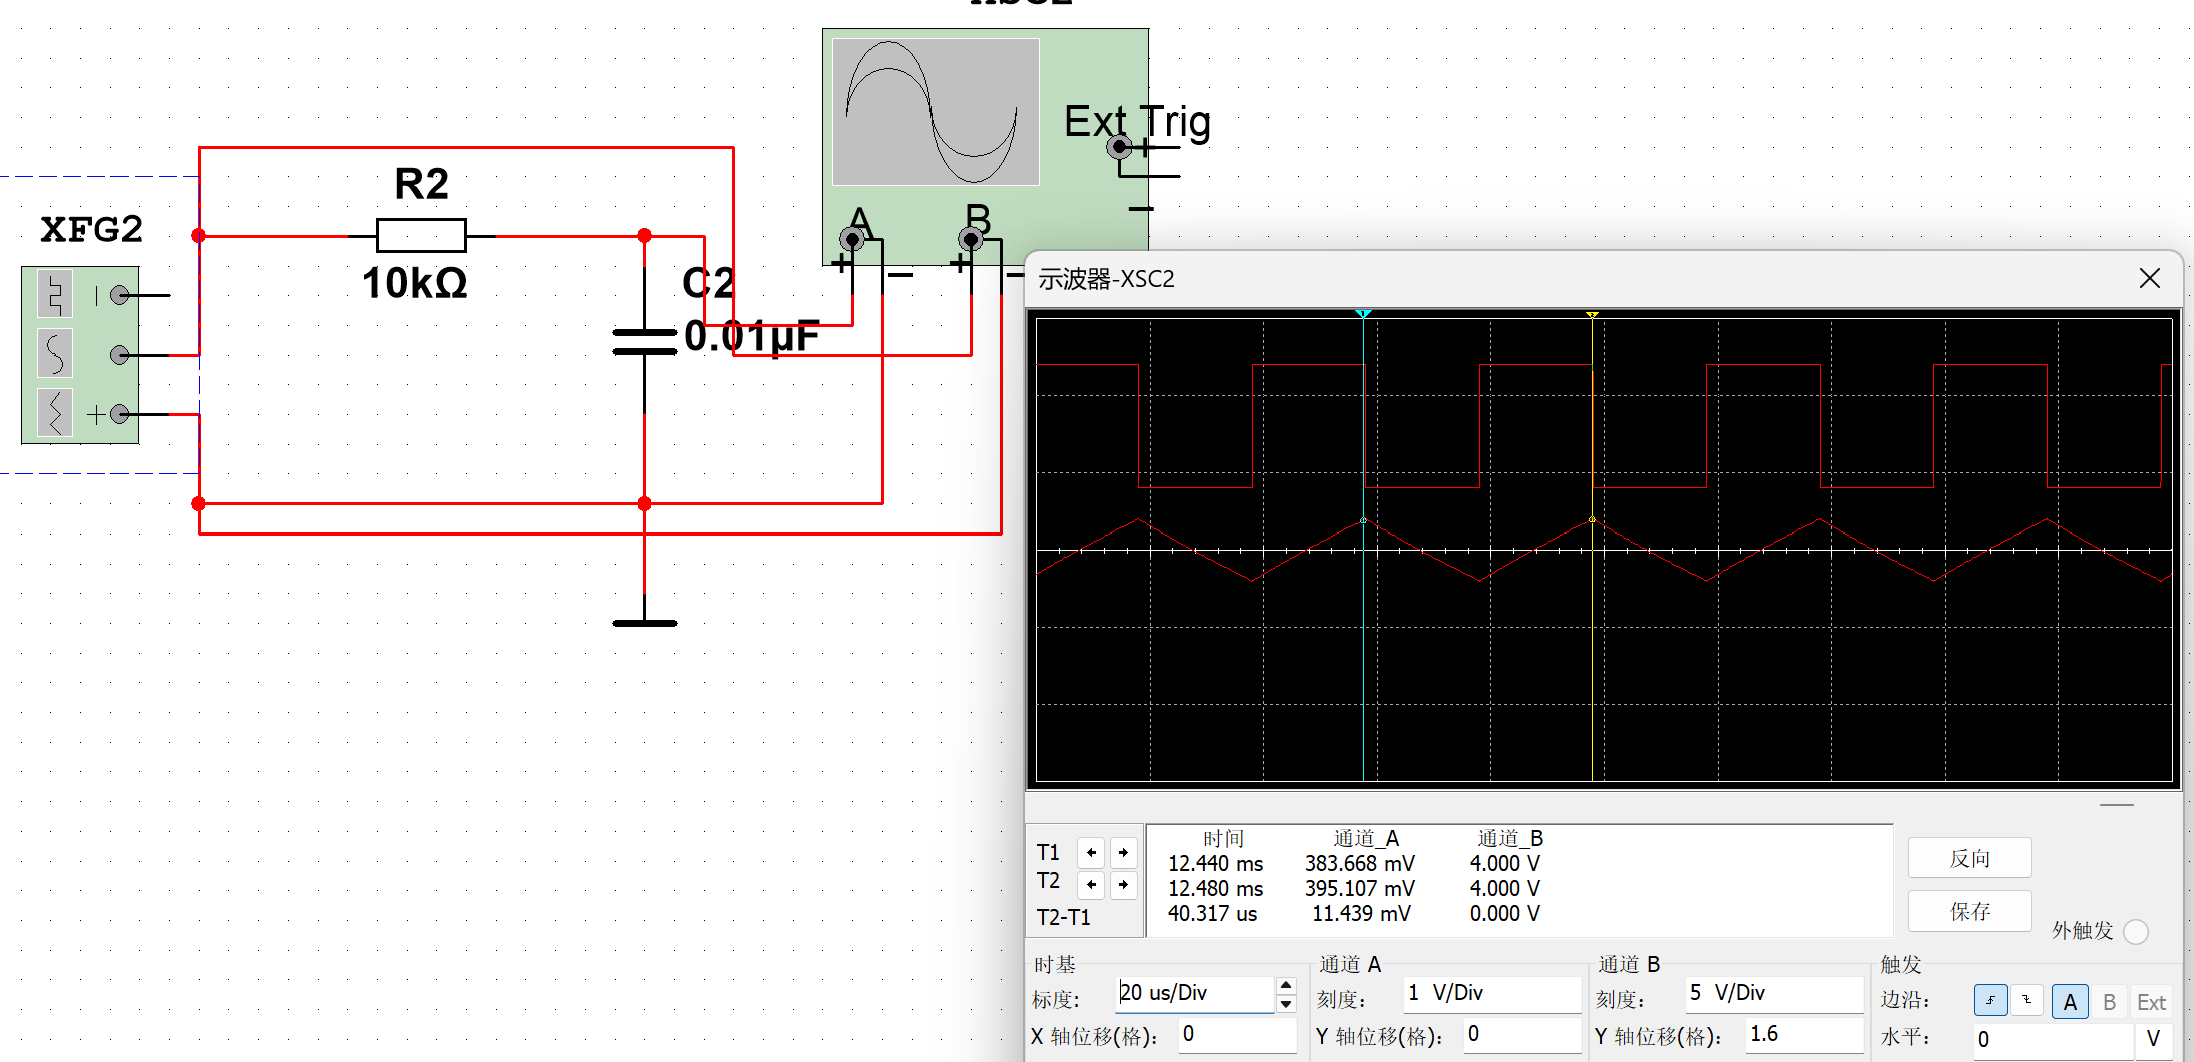 Ext Trig
+
R2
XFG2
A
B
+
+
10kΩ
C2
示波器-XSC2
0.01μF
+
T1
T2
T2-T1
时间 通道_A 通道_B
12.440 ms 383.668 mV 4.000 V
12.480 ms 395.107 mV 4.000 V
40.317 us 11.439 mV 0.000 V
反向
保存
外触发
时基
标度: 20 us/Div
X 轴位移(格): 0
通道 A
刻度: 1 V/Div
Y 轴位移(格): 0
通道 B
刻度: 5 V/Div
Y 轴位移(格): 1.6
触发
边沿: A B Ext
水平: 0 V